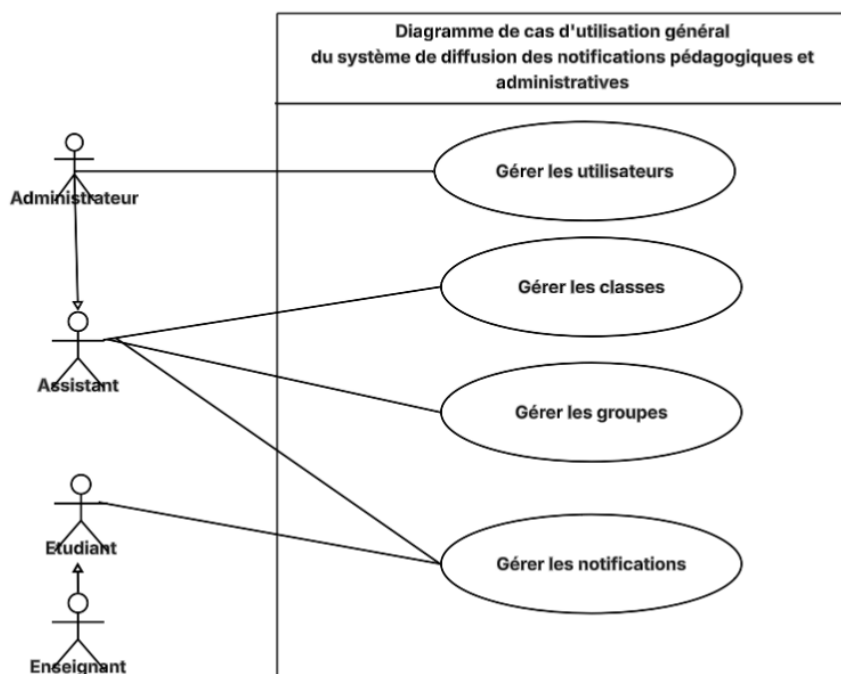 Diagramme de cas d'utilisation général
du système de diffusion des notifications pédagogiques et
administratives
Gérer les utilisateurs
Administrateur
Gérer les classes
Assistant
Gérer les groupes
Etudiant
Gérer les notifications
Enseignant